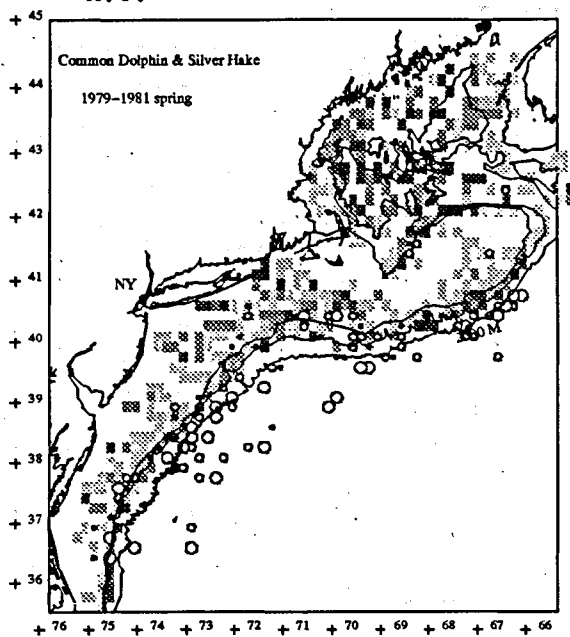 45
Common Dolphin & Silver Hake
44
1979–1981 spring
+ 43
+ 42
+ 41
NY
+ 40
+ 39
+ 38
+ 37
+ 36
+ 76 + 75 + 74 + 73 + 72 + 71 + 70 + 69 + 68 + 67 + 66